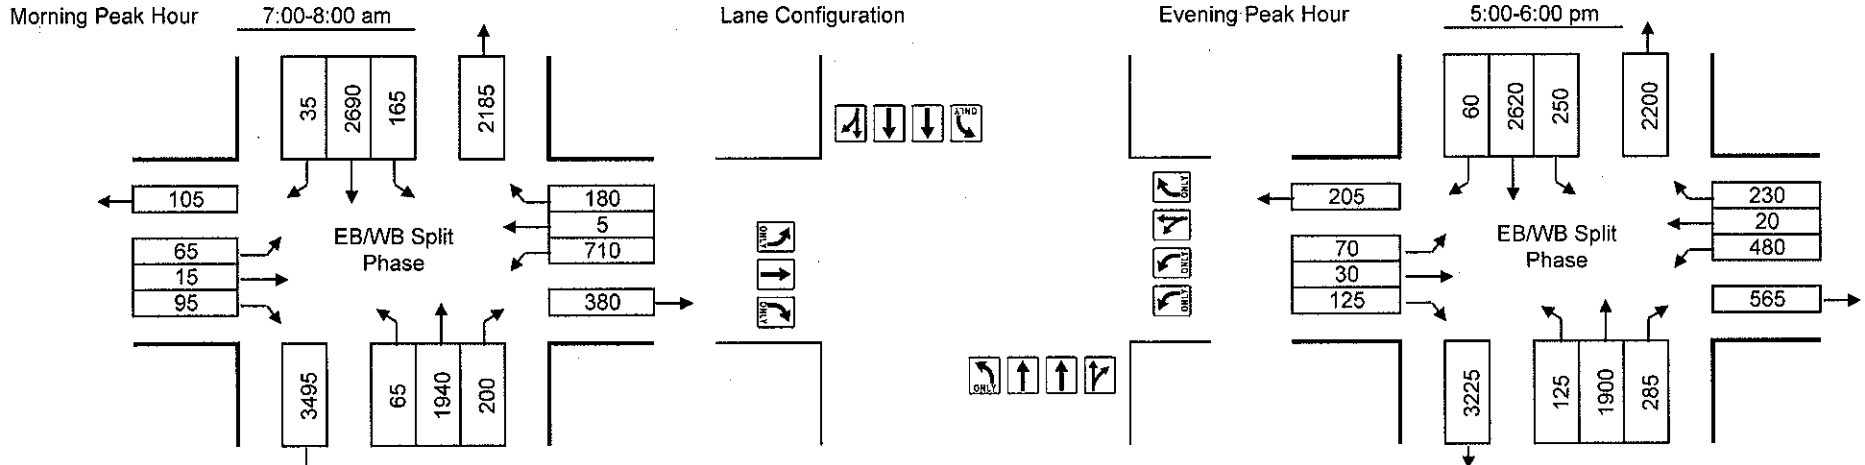 Morning Peak Hour 7:00-8:00 am
35 2690 165 2185
105
180
5
710
EB/WB Split
Phase
65
15
95
380
3495 65 1940 200
Lane Configuration
ONLY
ONLY
ONLY
ONLY
ONLY
ONLY
ONLY
Evening Peak Hour 5:00-6:00 pm
60 2620 250 2200
205
230
20
480
EB/WB Split
Phase
70
30
125
565
3225 125 1900 285